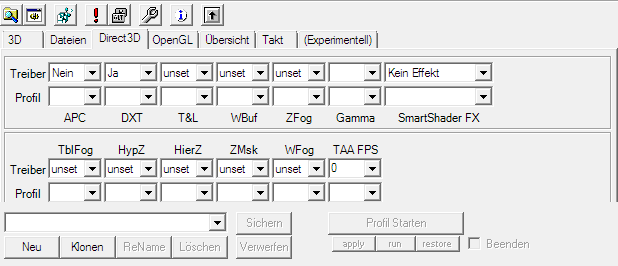 3D Dateien Direct3D OpenGL Übersicht Takt (Experimentell)
Treiber Nein Ja unset unset unset Kein Effekt
Profil
APC DXT T&L WBuf ZFog Gamma SmartShader FX
TblFog HypZ HierZ ZMsk WFog TAA FPS
Treiber unset unset unset unset unset 0
Profil
Sichern Profil Starten
Neu Klonen ReName Löschen Verwerfen apply run restore Beenden